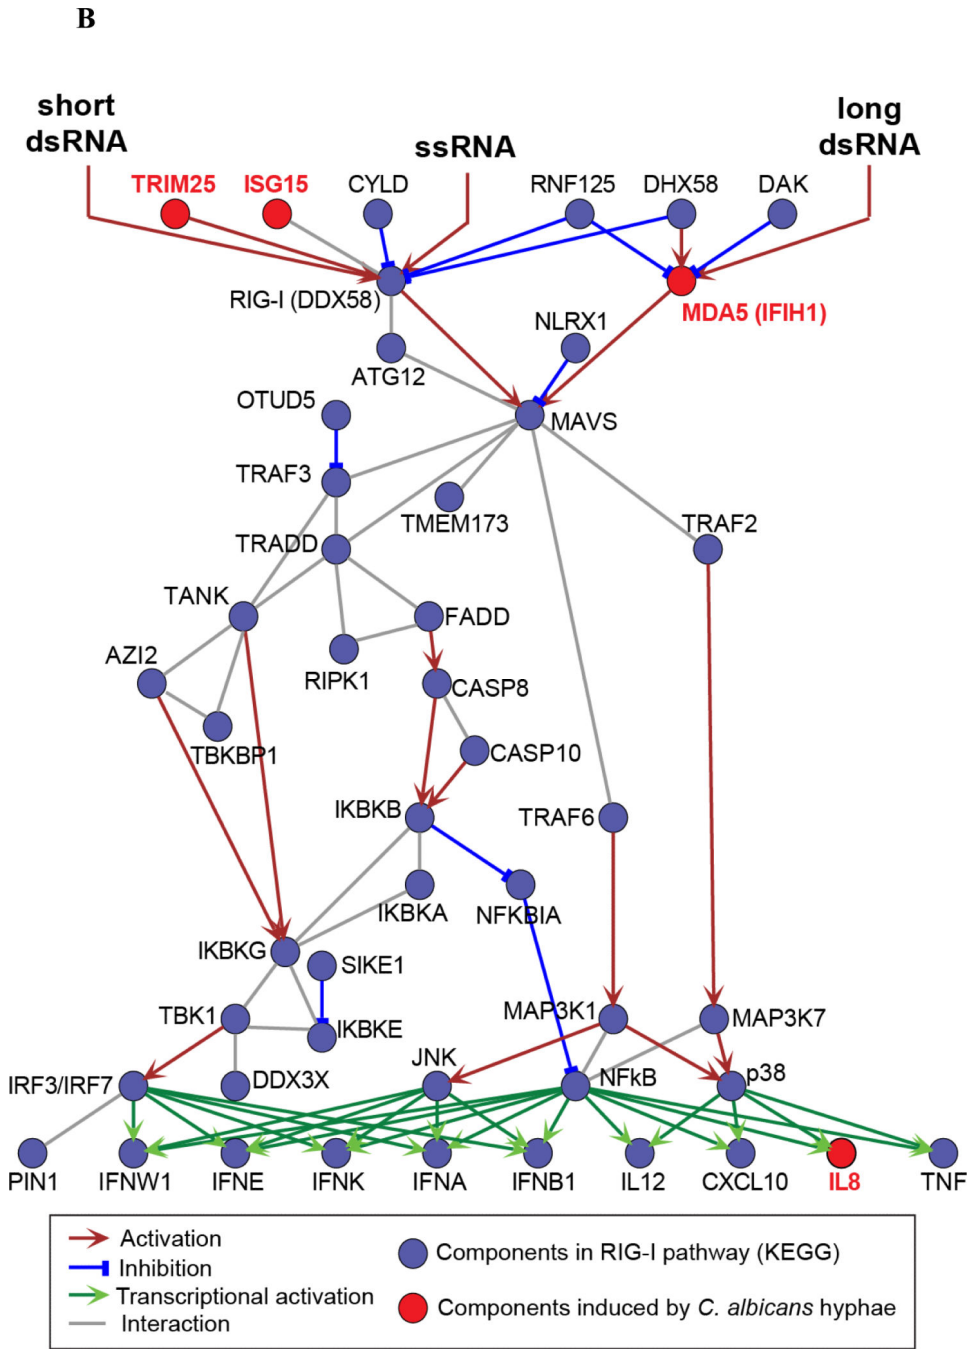 B
short
dsRNA
ssRNA
long
dsRNA
TRIM25
ISG15
CYLD
RNF125
DHX58
DAK
RIG-I (DDX58)
MDA5 (IFIH1)
NLRX1
ATG12
OTUD5
MAVS
TRAF3
TMEM173
TRAF2
TRADD
TANK
FADD
AZI2
RIPK1
CASP8
TBKBP1
CASP10
IKBKB
TRAF6
IKBKA
NFKBIA
IKBKG
SIKE1
TBK1
IKBKE
MAP3K1
MAP3K7
JNK
IRF3/IRF7
DDX3X
NFkB
p38
PIN1
IFNW1
IFNE
IFNK
IFNA
IFNB1
IL12
CXCL10
IL8
TNF
Activation
Inhibition
Transcriptional activation
Interaction
Components in RIG-I pathway (KEGG)
Components induced by C. albicans hyphae